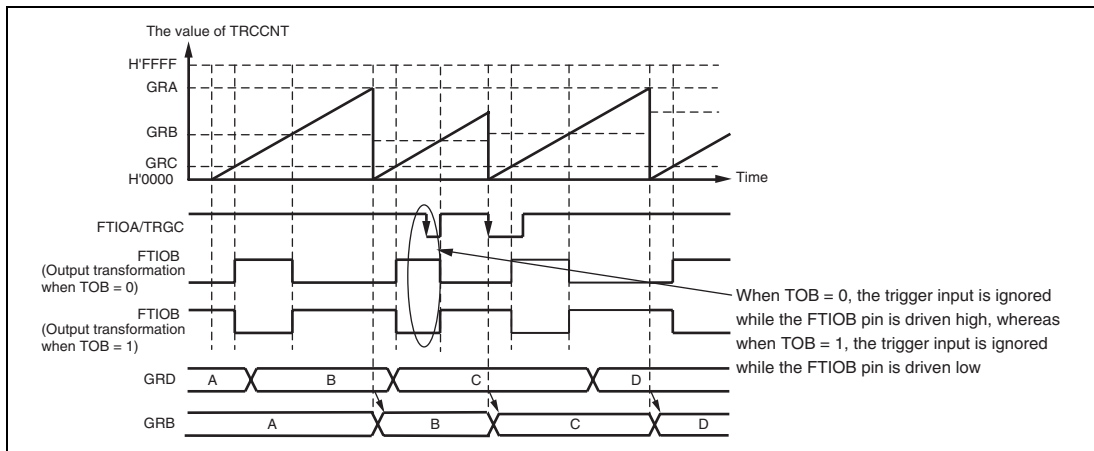 The value of TRCCNT
H'FFFF
GRA
GRB
GRC
H'0000
Time
FTIOA/TRGC
FTIOB
(Output transformation
when TOB = 0)
FTIOB
(Output transformation
when TOB = 1)
When TOB = 0, the trigger input is ignored
while the FTIOB pin is driven high, whereas
when TOB = 1, the trigger input is ignored
while the FTIOB pin is driven low
GRD A B C D
GRB A B C D